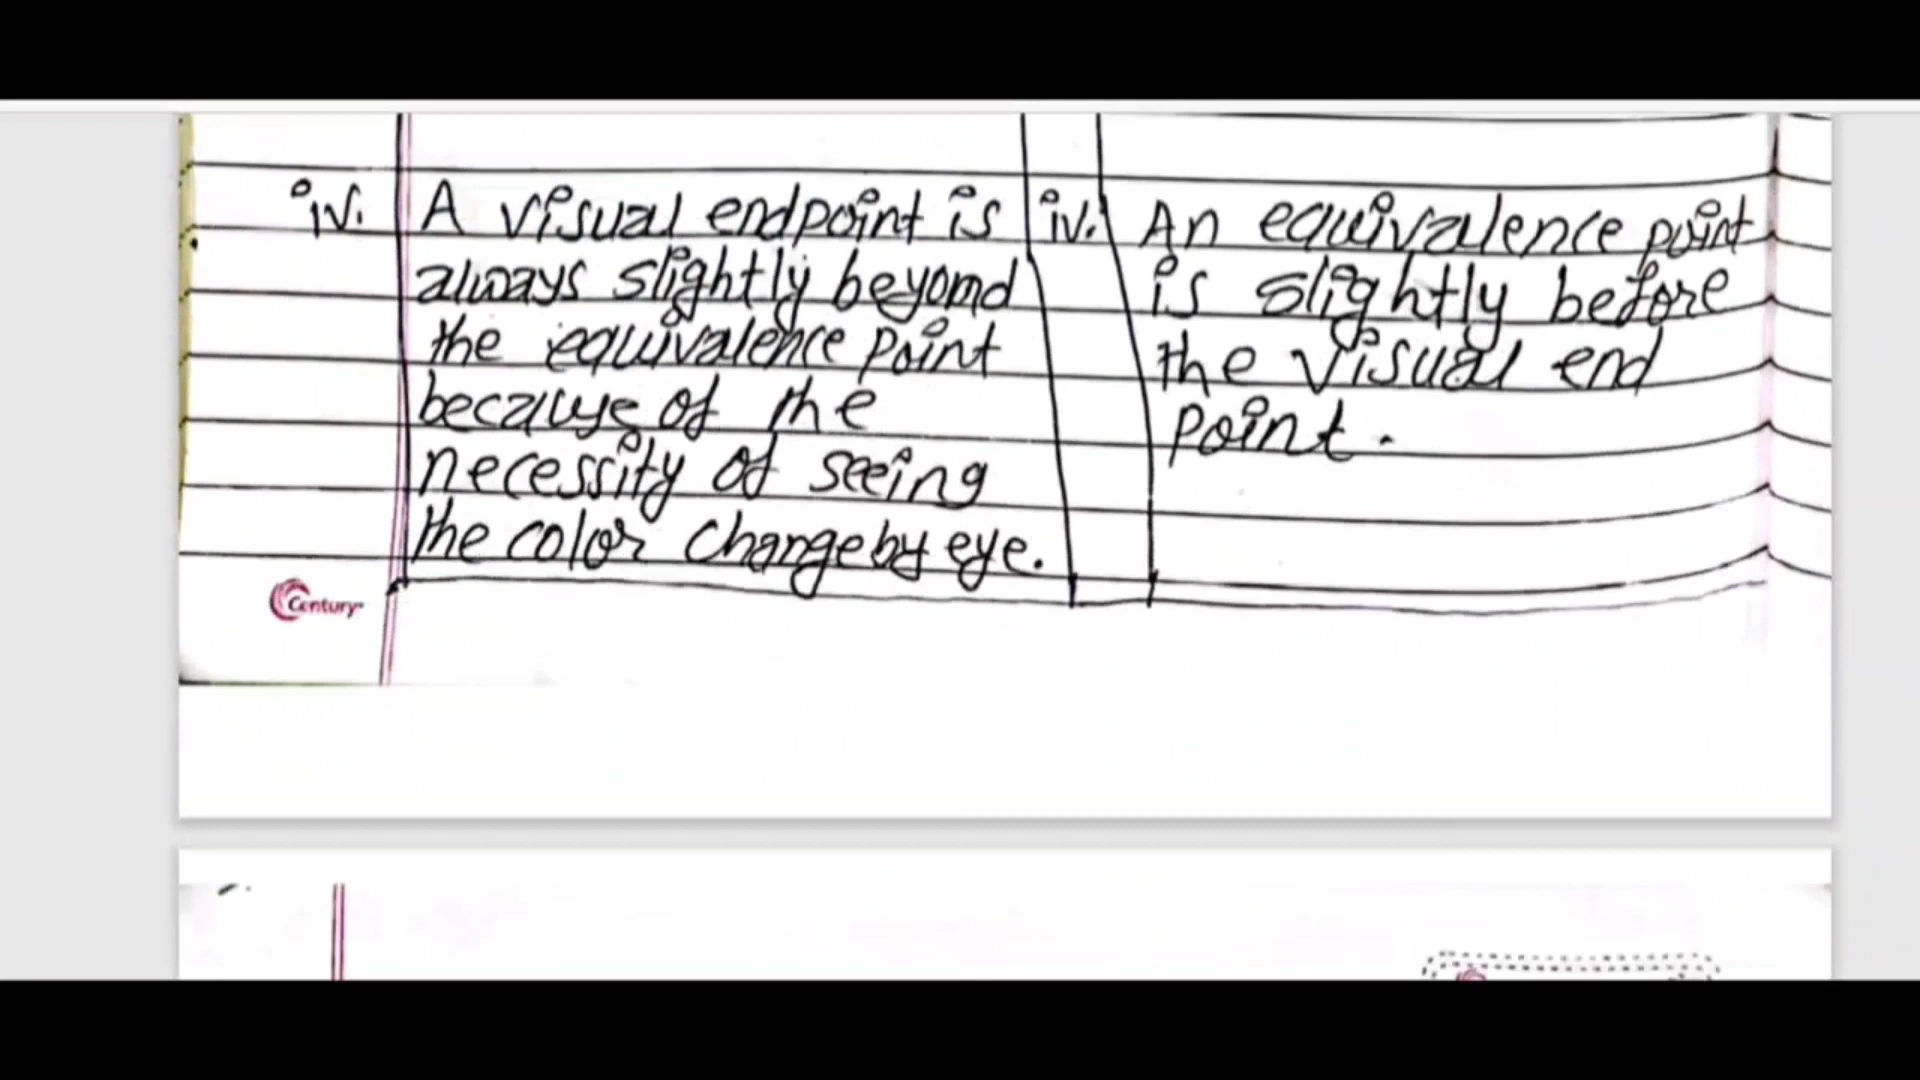 iv. A visual endpoint is
always slightly beyond
the equivalence point
because of the
necessity of seeing
the color change by eye.
iv. An equivalence point
is slightly before
the visual end
point.
Century